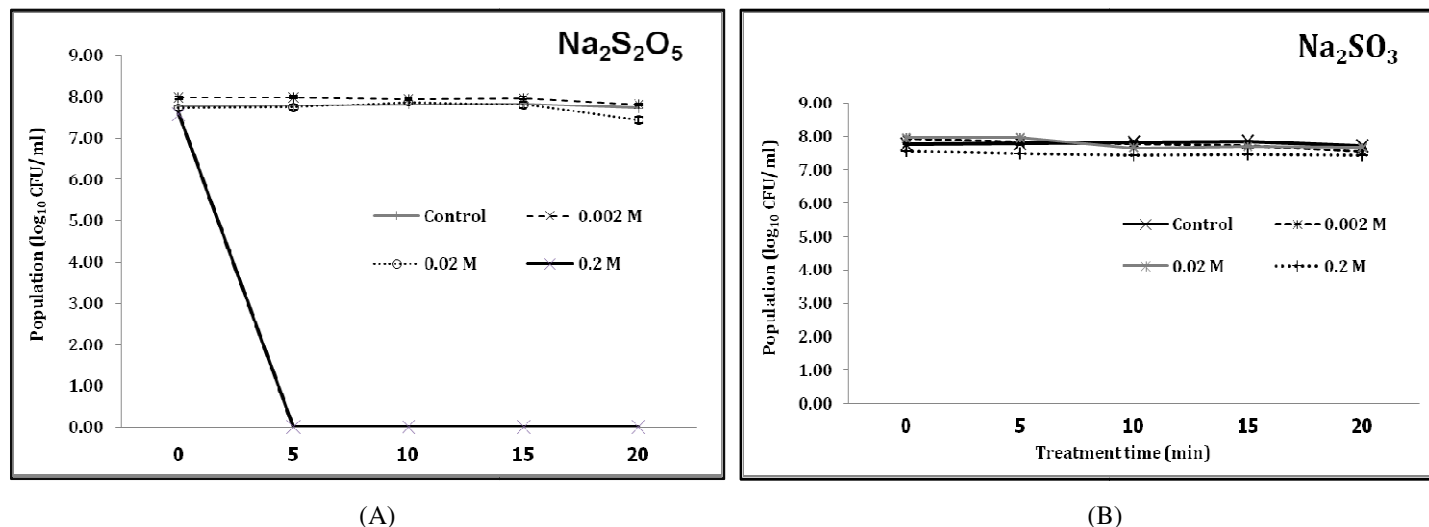 Na₂S₂O₅
9.00
8.00
7.00
6.00
5.00
4.00
3.00
2.00
1.00
0.00
Population (log₁₀ CFU/ml)
Control
0.002 M
0.02 M
0.2 M
0 5 10 15 20
(A)
Na₂SO₃
9.00
8.00
7.00
6.00
5.00
4.00
3.00
2.00
1.00
0.00
Population (log₁₀ CFU/ml)
Control
0.002 M
0.02 M
0.2 M
0 5 10 15 20
Treatment time (min)
(B)